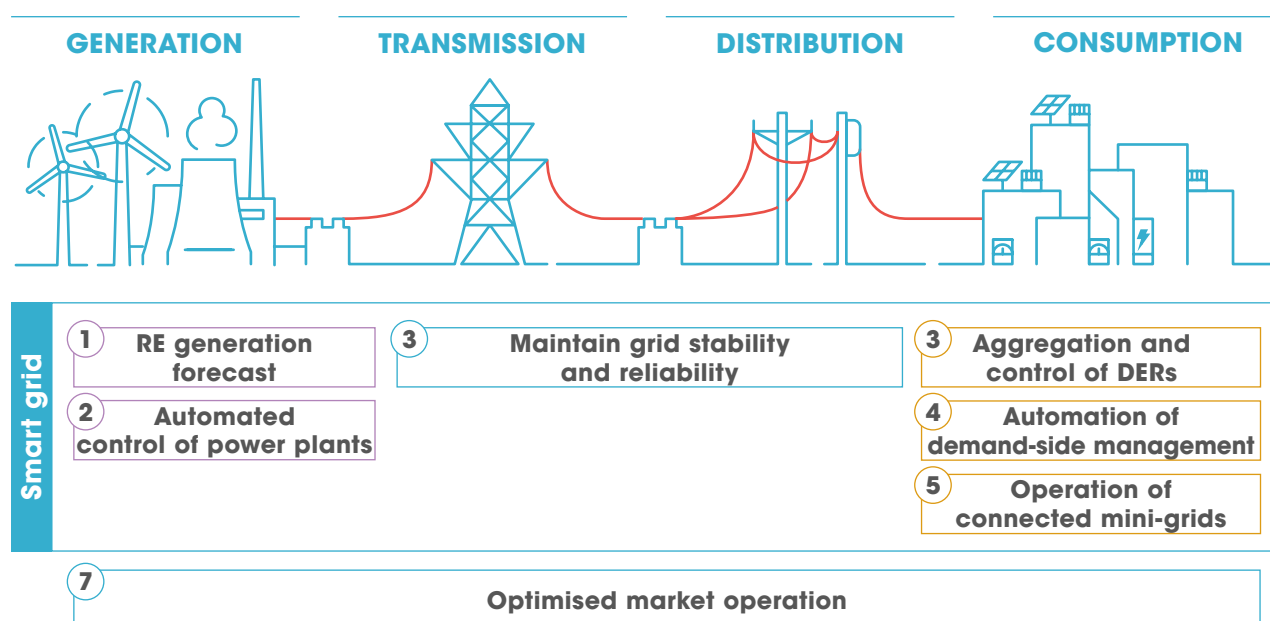 GENERATION
TRANSMISSION
DISTRIBUTION
CONSUMPTION
Smart grid
1
RE generation
forecast
2
Automated
control of power plants
3
Maintain grid stability
and reliability
3
Aggregation and
control of DERs
4
Automation of
demand-side management
5
Operation of
connected mini-grids
7
Optimised market operation